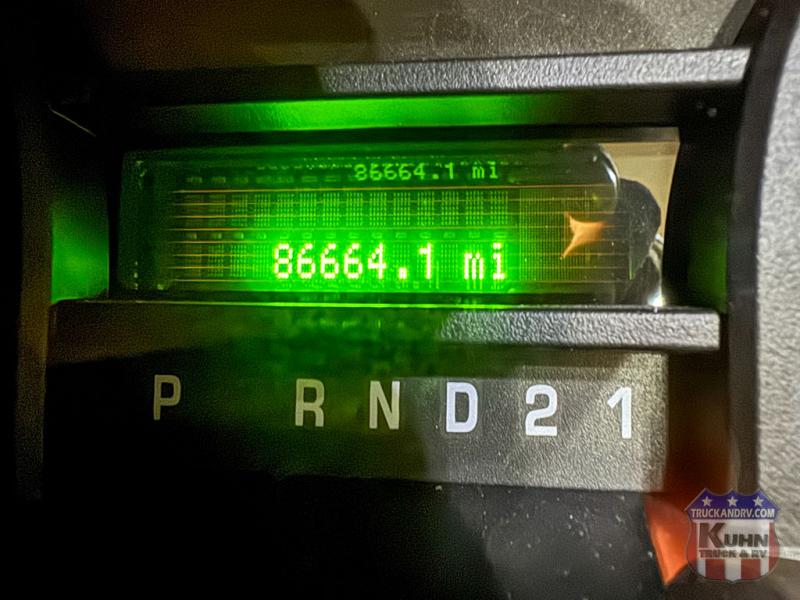 86664.1 mi
86664.1 mi
P R N D 2 1
TRUCKANDRV.COM
KUHN
TRUCK & RV